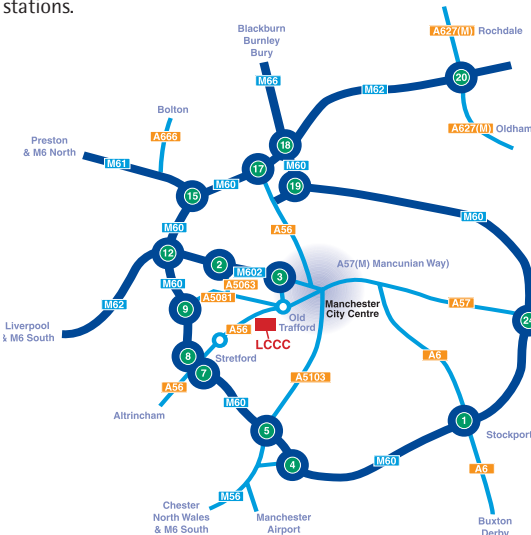 stations.
A627(M) Rochdale
Blackburn
Burnley
Bury
20
M66
M62
Bolton
A627(M) Oldham
A666
Preston
& M6 North
18
M61
17
M60
19
M60
15
M60
M60
A56
12
2
M602
3
A57(M) Mancunian Way)
M60
A5063
A5081
M62
A57
9
Manchester
City Centre
Old
Trafford
24
Liverpool
& M6 South
A56
LCCC
8
Stretford
A6
7
A5103
A56
M60
Altrincham
5
1
Stockport
4
M60
A6
M56
Chester
North Wales
& M6 South
Manchester
Airport
Buxton
Derby